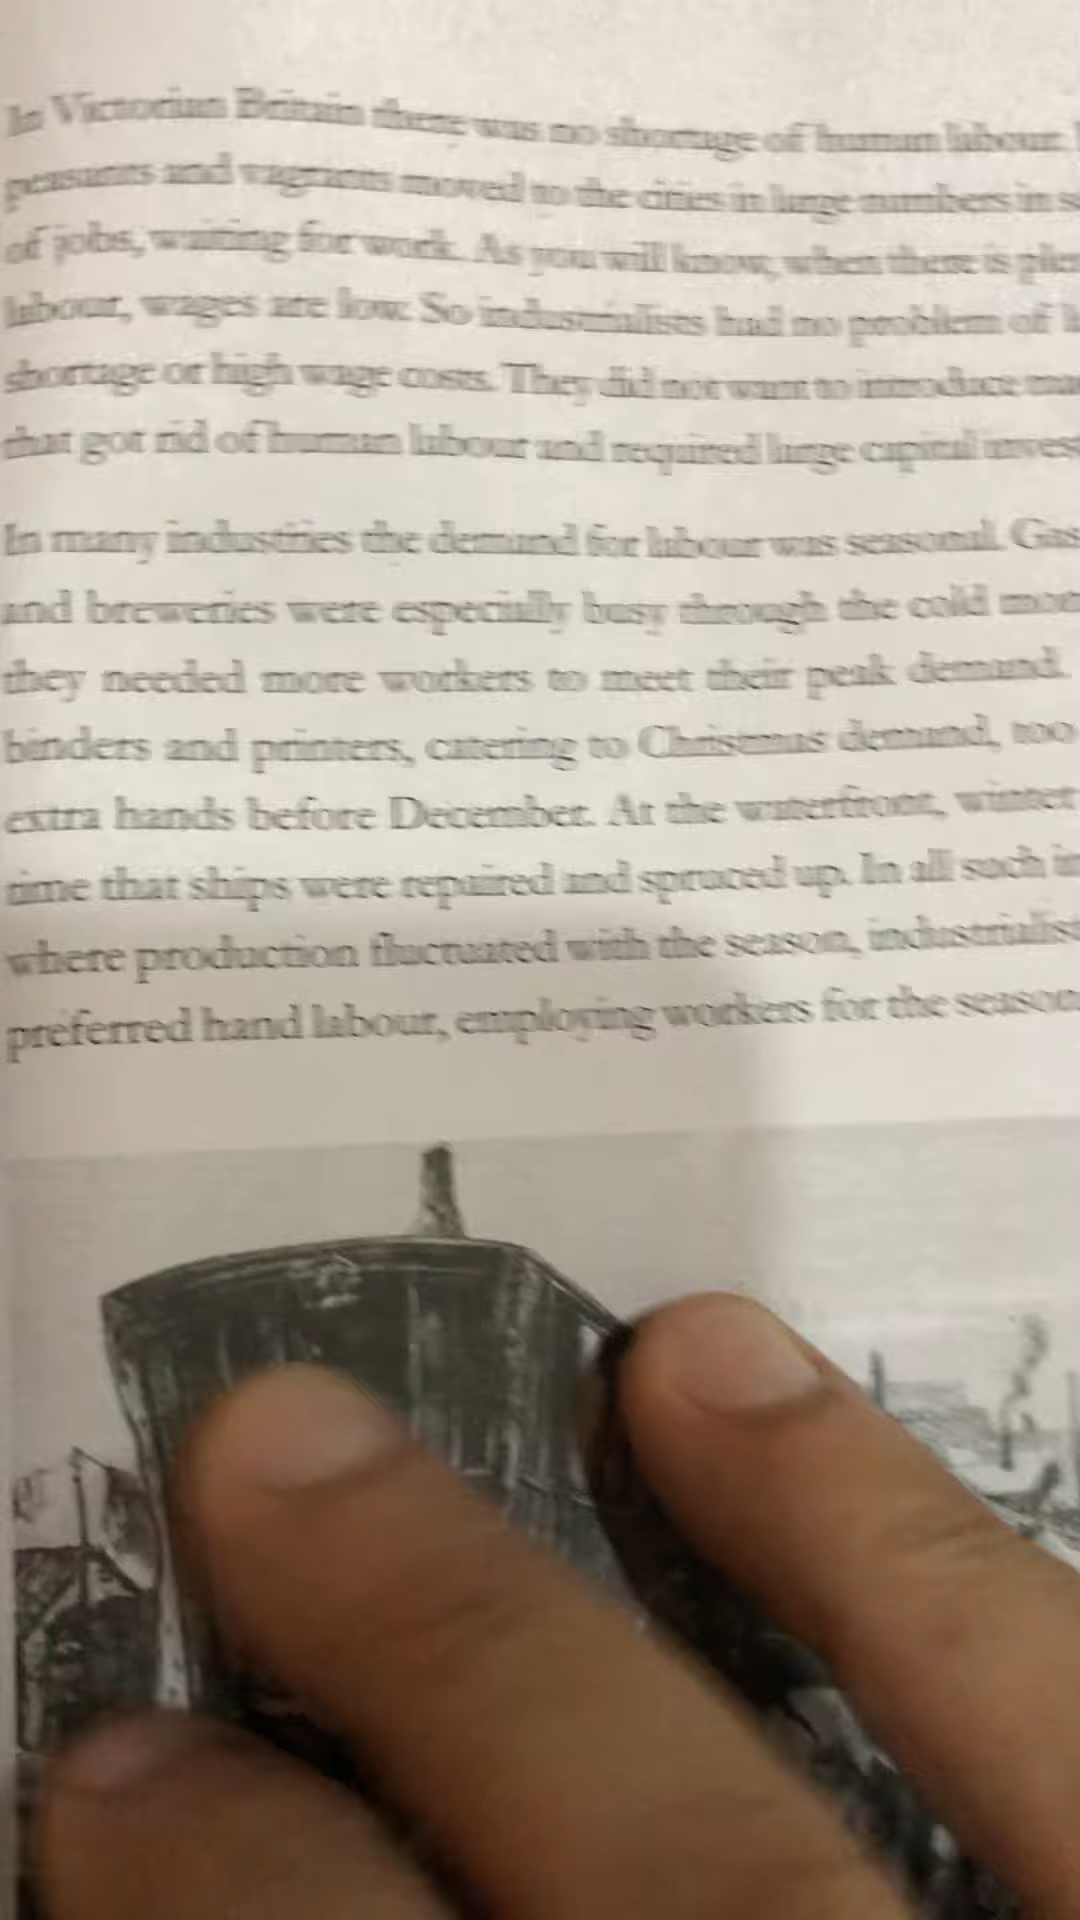 In Victorian Britain there was no shortage of human labour.
peasants and vagrants moved to the cities in large numbers in
of jobs, waiting for work. As you will know, when there is
labour, wages are low. So industrialists had no problem of
shortage or high wage costs. They did not want to introduce
that got rid of human labour and required large capital
In many industries the demand for labour was seasonal. Gas
and breweries were especially busy through the cold
they needed more workers to meet their peak demand.
binders and printers, catering to Christmas demand, too
extra hands before December. At the waterfront, winter
time that ships were repaired and spruced up. In all such
where production fluctuated with the season, industrialist
preferred hand labour, employing workers for the season